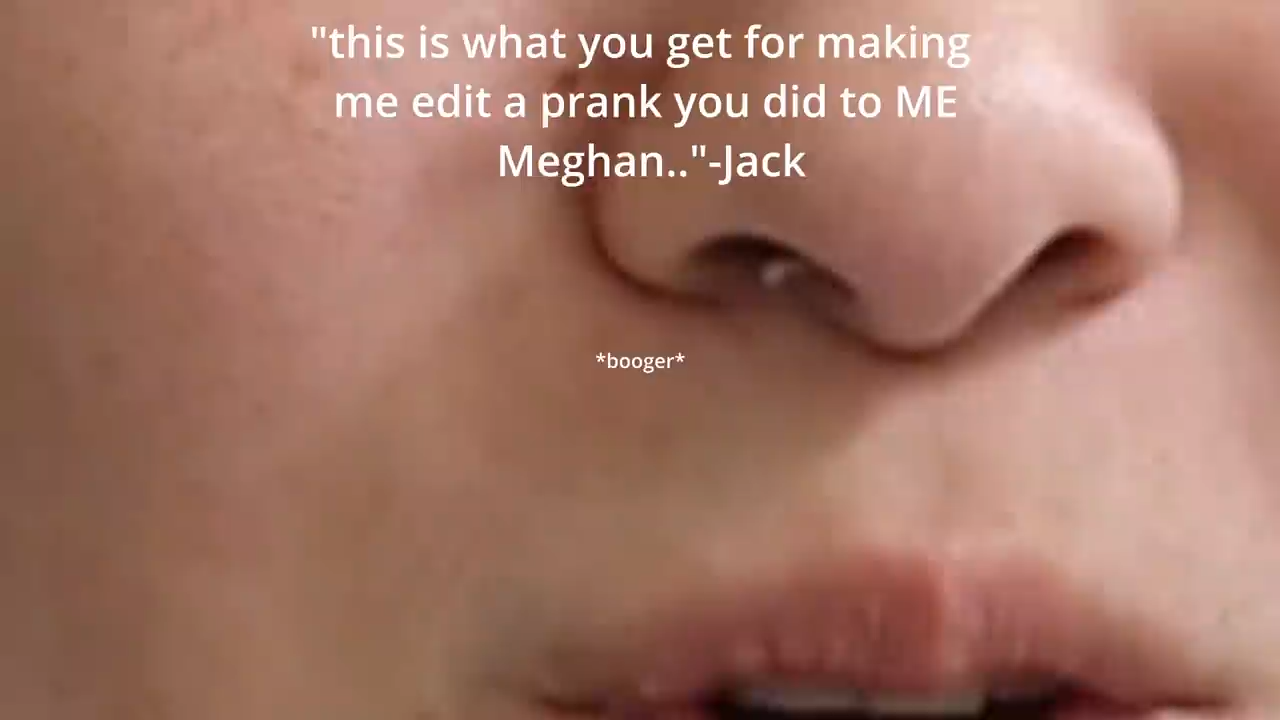 "this is what you get for making
me edit a prank you did to ME
Meghan.."-Jack
*booger*